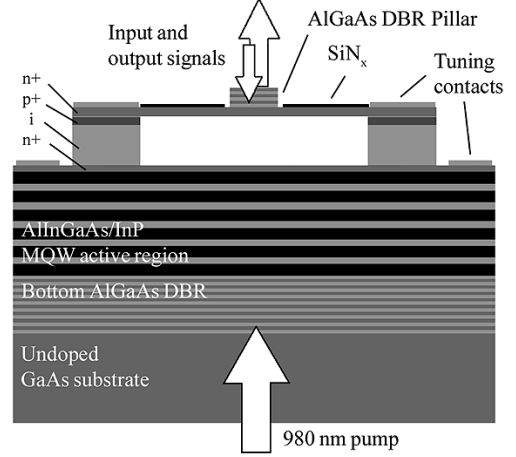 AlGaAs DBR Pillar
Input and
output signals
SiNₓ
Tuning
contacts
n+
p+
i
n+
AlInGaAs/InP
MQW active region
Bottom AlGaAs DBR
Undoped
GaAs substrate
980 nm pump